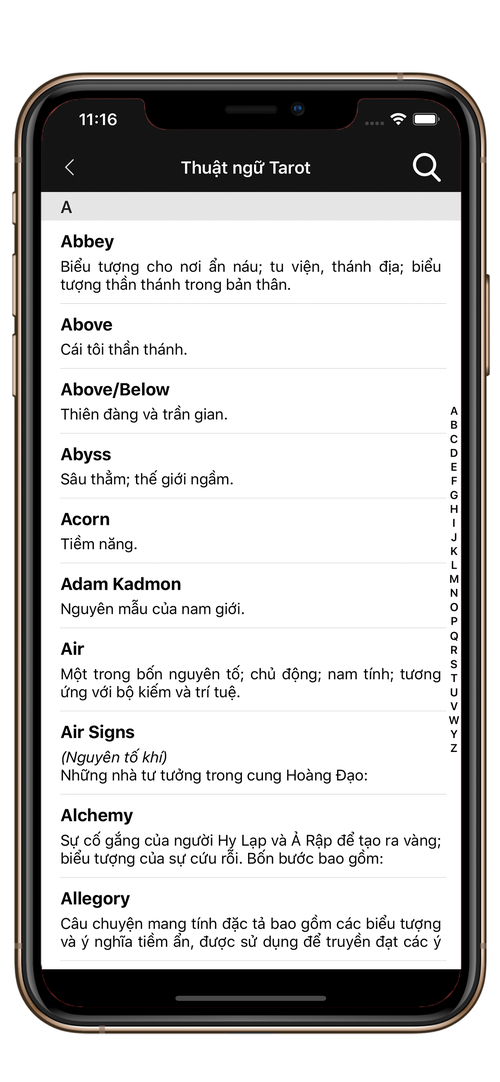 11:16
Thuật ngữ Tarot
A
Abbey
Biểu tượng cho nơi ẩn náu; tu viện, thánh địa; biểu
tượng thần thánh trong bản thân.
Above
Cái tôi thần thánh.
Above/Below
Thiên đàng và trần gian.
Abyss
Sâu thẳm; thế giới ngầm.
Acorn
Tiềm năng.
Adam Kadmon
Nguyên mẫu của nam giới.
Air
Một trong bốn nguyên tố; chủ động; nam tính; tương
ứng với bộ kiếm và trí tuệ.
Air Signs
(Nguyên tố khí)
Những nhà tư tưởng trong cung Hoàng Đạo:
Alchemy
Sự cố gắng của người Hy Lạp và Ả Rập để tạo ra vàng;
biểu tượng của sự cứu rỗi. Bốn bước bao gồm:
Allegory
Câu chuyện mang tính đặc tả bao gồm các biểu tượng
và ý nghĩa tiềm ẩn, được sử dụng để truyền đạt các ý
A
B
C
D
E
F
G
H
I
J
K
L
M
N
O
P
Q
R
S
T
U
V
W
Y
Z